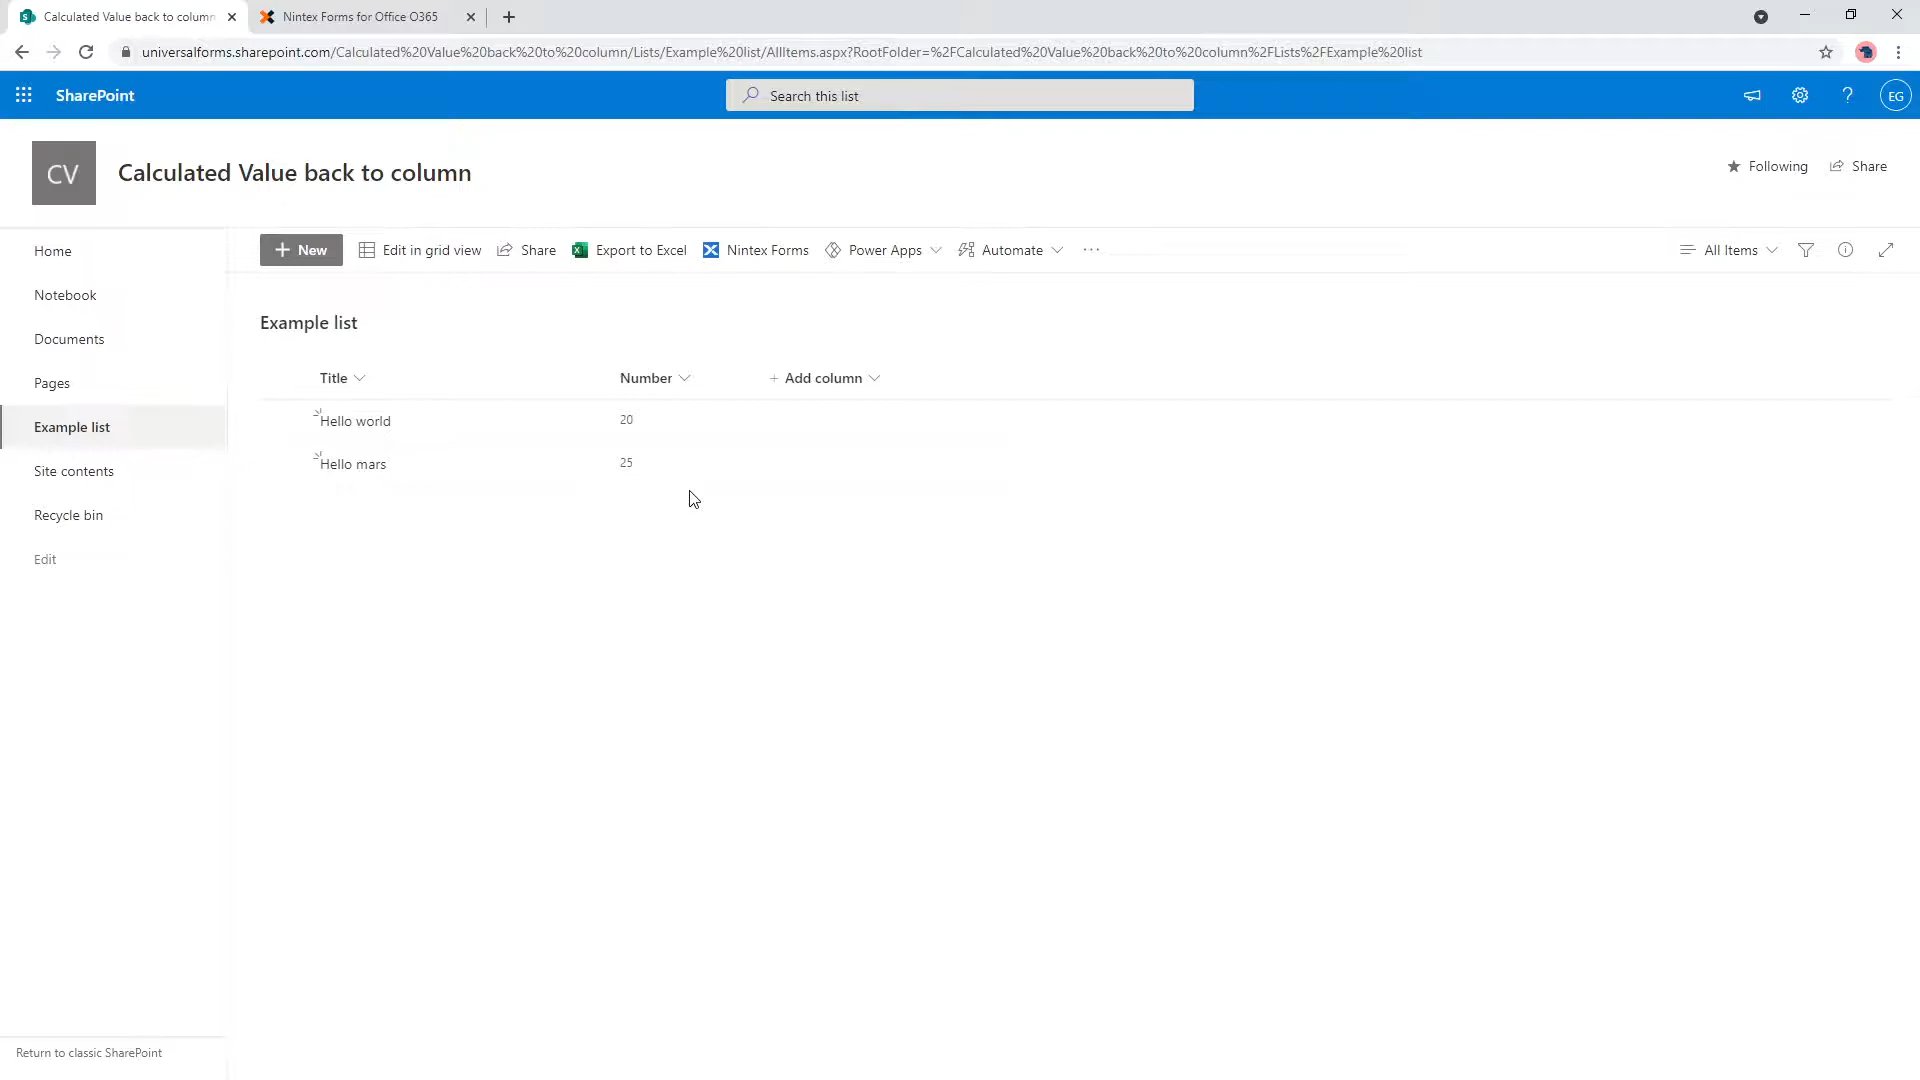 Calculated Value back to column
Nintex Forms for Office O365
universalforms.sharepoint.com/Calculated%20Value%20back%20to%20column/Lists/Example%20list/AllItems.aspx?RootFolder=%2FCalculated%20Value%20back%20to%20column%2FLists%2FExample%20list
SharePoint
Search this list
EG
CV
Calculated Value back to column
Following
Share
Home
Notebook
Documents
Pages
Example list
Site contents
Recycle bin
Edit
New
Edit in grid view
Share
Export to Excel
Nintex Forms
Power Apps
Automate
All Items
Example list
Title
Number
+ Add column
Hello world
20
Hello mars
25
Return to classic SharePoint